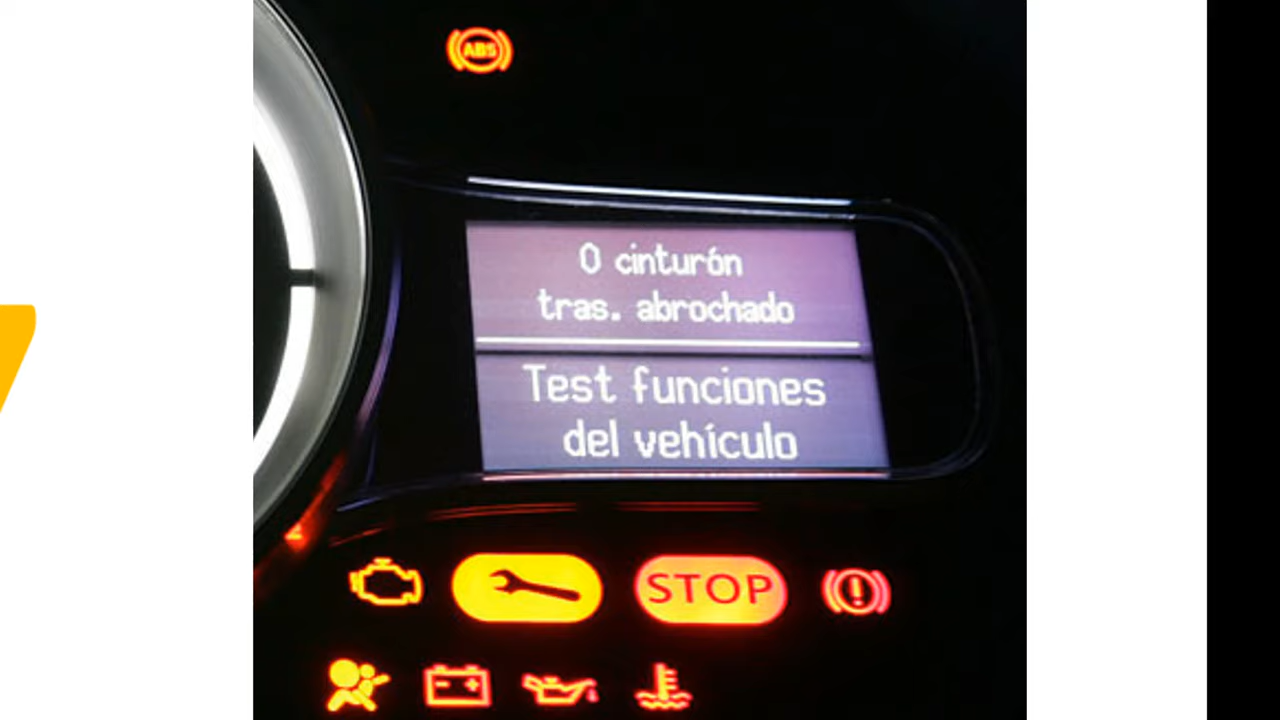 ABS
0 cinturón
tras. abrochado
Test funciones
del vehículo
STOP